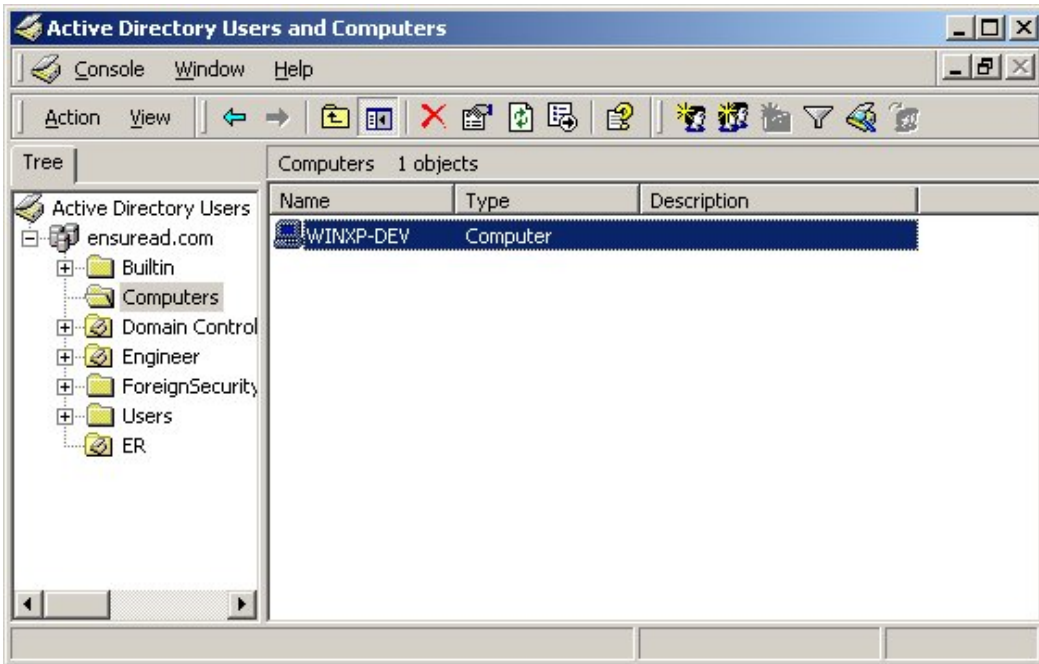 Active Directory Users and Computers
Console Window Help
Action View
Tree
Computers 1 objects
Active Directory Users
ensuread.com
Builtin
Computers
Domain Control
Engineer
ForeignSecurity
Users
ER
Name Type Description
WINXP-DEV Computer